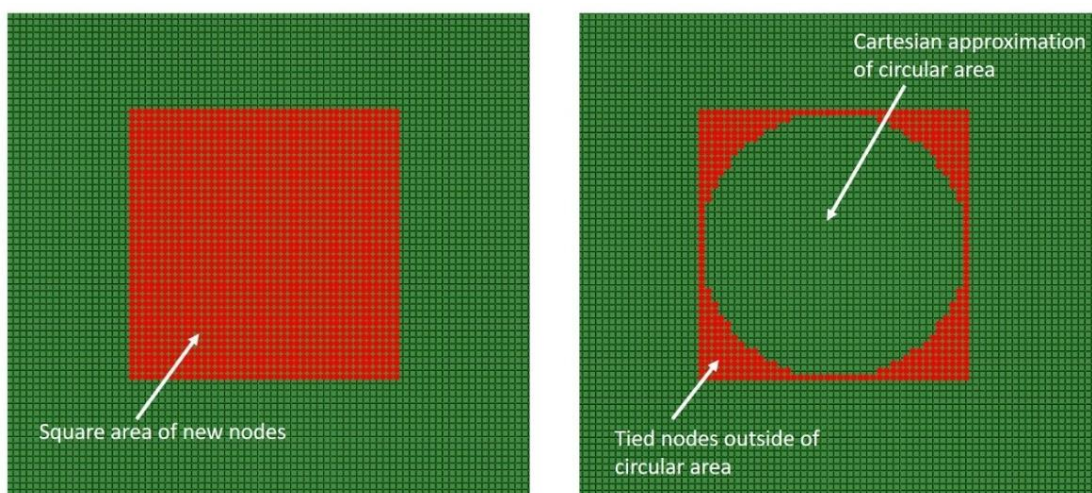 Square area of new nodes
Cartesian approximation
of circular area
Tied nodes outside of
circular area